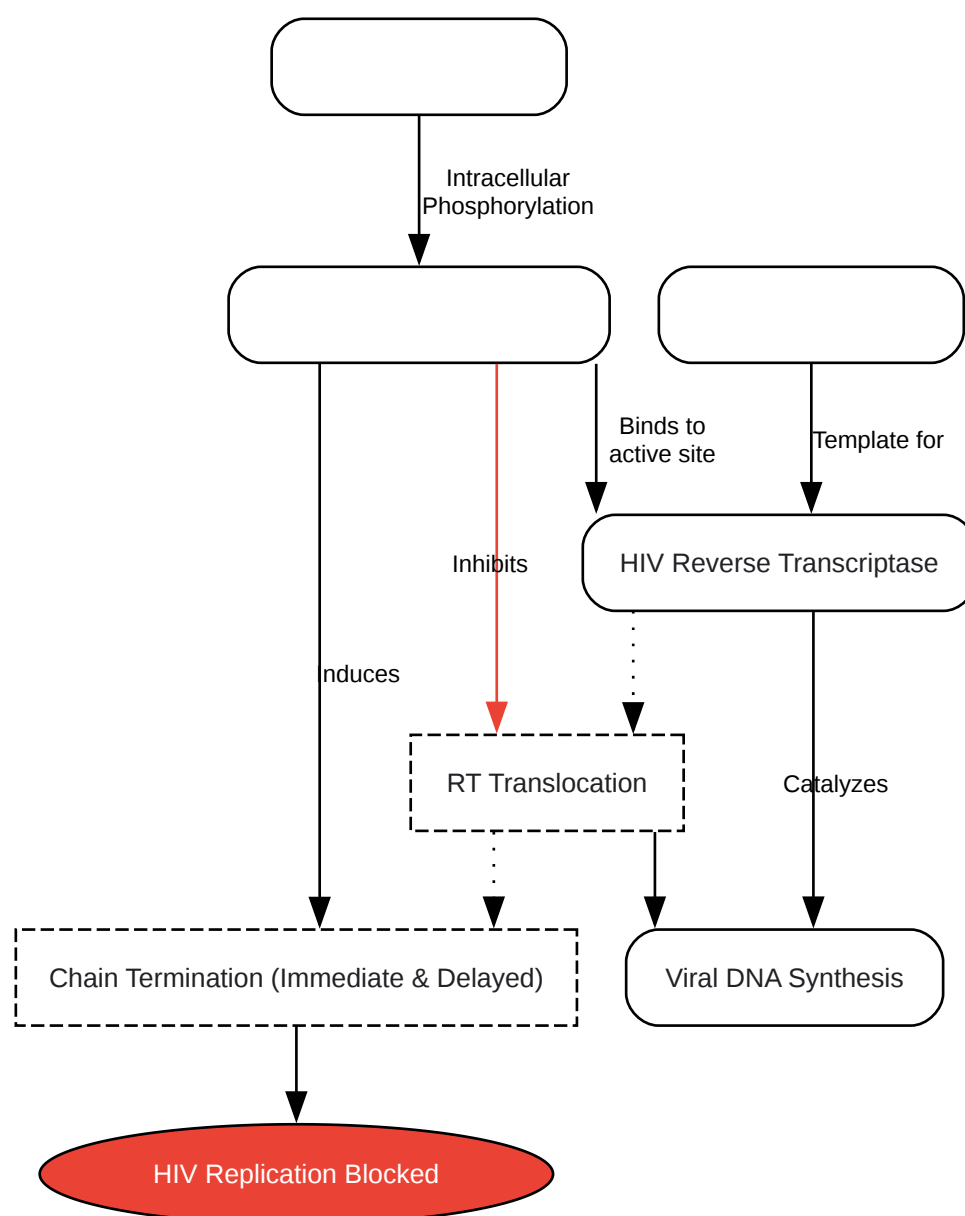 Intracellular
Phosphorylation
Binds to
active site
Template for
HIV Reverse Transcriptase
Inhibits
Induces
RT Translocation
Catalyzes
Chain Termination (Immediate & Delayed)
Viral DNA Synthesis
HIV Replication Blocked